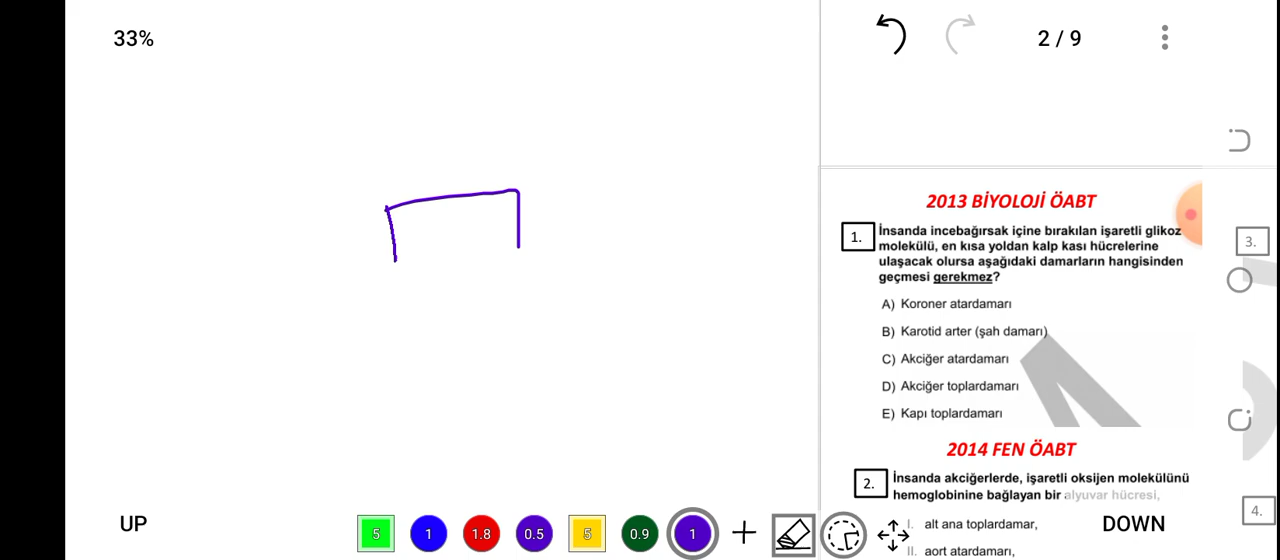 33%
2 / 9
2013 BİYOLOJİ ÖABT
1.
İnsanda incebağırsak içine bırakılan işaretli glikoz
molekülü, en kısa yoldan kalp kası hücrelerine
ulaşacak olursa aşağıdaki damarların hangisinden
geçmesi gerekmez?
A) Koroner atardamarı
B) Karotid arter (şah damarı)
C) Akciğer atardamarı
D) Akciğer toplardamarı
E) Kapı toplardamarı
2014 FEN ÖABT
2.
İnsanda akciğerlerde, işaretli oksijen molekülünü
hemoglobinine bağlayan bir alyuvar hücresi,
I. alt ana toplardamar,
II. aort atardamarı,
3.
4.
UP
5
1
1.8
0.5
5
0.9
1
DOWN